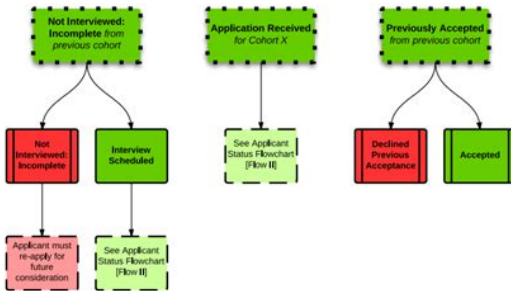 Not Interviewed:
Incomplete from
previous cohort
Application Received
for Cohort X
Previously Accepted
from previous cohort
Not
Interviewed:
Incomplete
Interview
Scheduled
See Applicant
Status Flowchart
[Flow II]
Declined
Previous
Acceptance
Accepted
Applicant must
re-apply for
future
consideration
See Applicant
Status Flowchart
[Flow II]